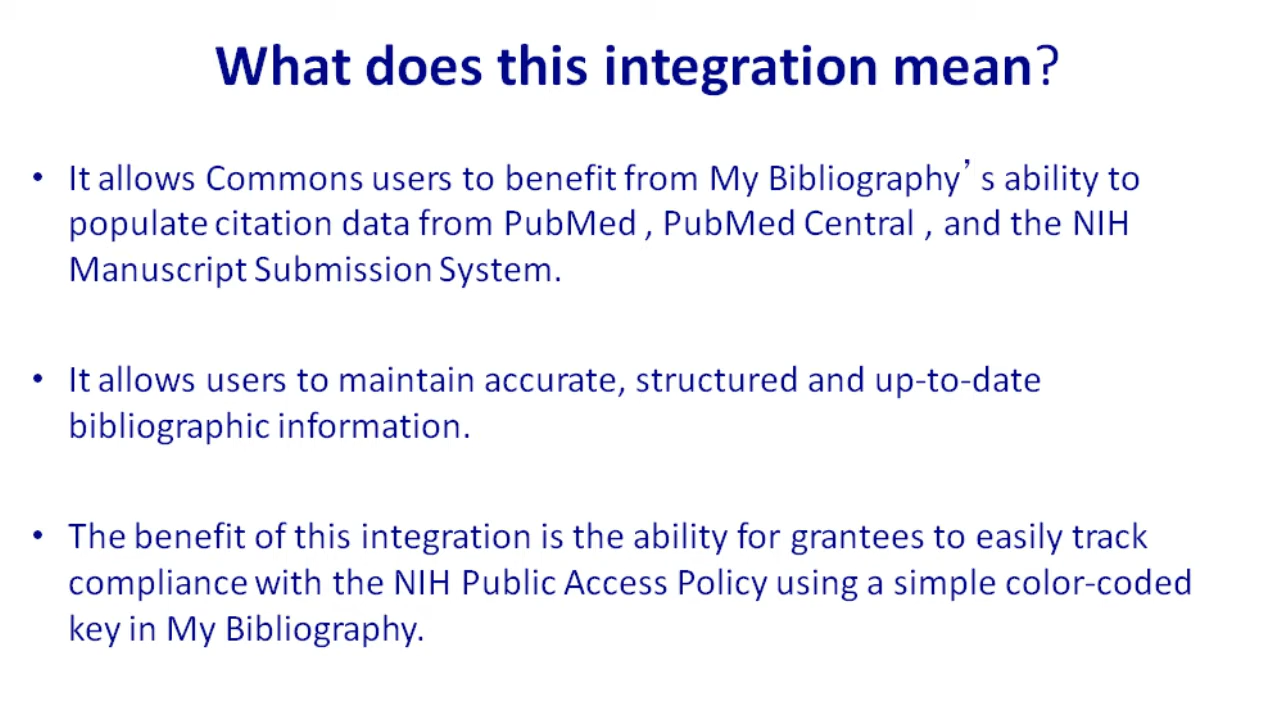 What does this integration mean?
• It allows Commons users to benefit from My Bibliography’ s ability to
populate citation data from PubMed , PubMed Central , and the NIH
Manuscript Submission System.
• It allows users to maintain accurate, structured and up-to-date
bibliographic information.
• The benefit of this integration is the ability for grantees to easily track
compliance with the NIH Public Access Policy using a simple color-coded
key in My Bibliography.